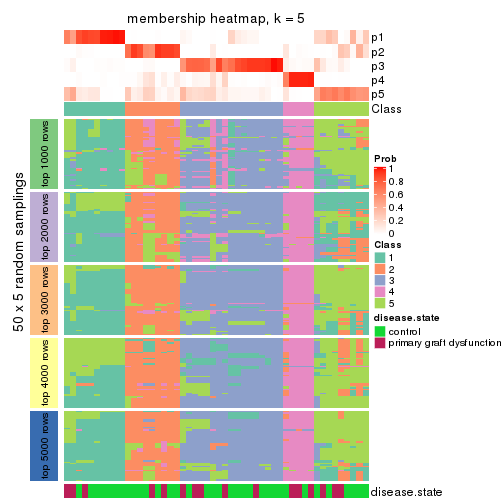 membership heatmap, k = 5
p1
p2
p3
p4
p5
Class
50 x 5 random samplings
top 1000 rows
top 2000 rows
top 3000 rows
top 4000 rows
top 5000 rows
Prob
1
0.8
0.6
0.4
0.2
0
Class
1
2
3
4
5
disease.state
control
primary graft dysfunction
disease.state